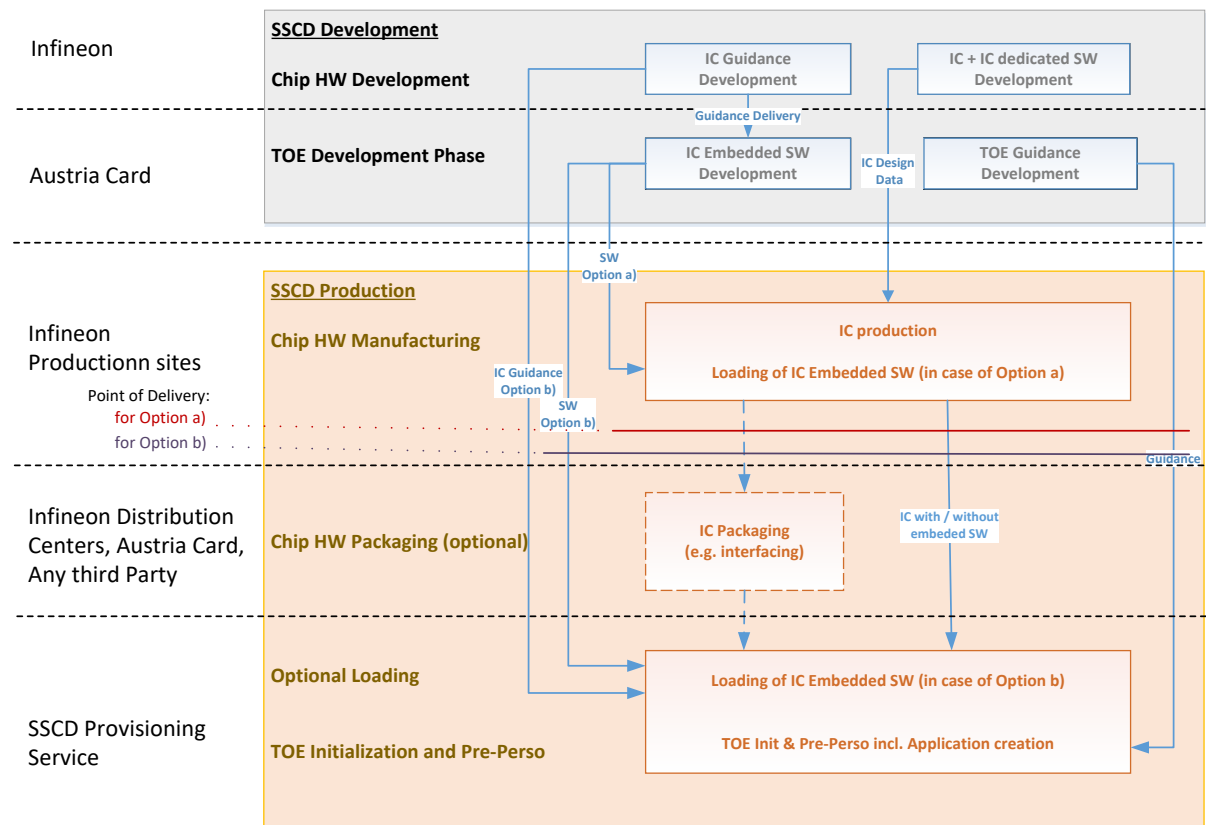 Infineon
SSCD Development
Chip HW Development
IC Guidance
Development
IC + IC dedicated SW
Development
Guidance Delivery
Austria Card
TOE Development Phase
IC Embedded SW
Development
IC Design
Data
TOE Guidance
Development
SW
Option a)
SSCD Production
Infineon
Productionn sites
Chip HW Manufacturing
IC production
Loading of IC Embedded SW (in case of Option a)
IC Guidance
Option b)
SW
Option b)
Point of Delivery:
for Option a)
for Option b)
Guidance
Infineon Distribution
Centers, Austria Card,
Any third Party
Chip HW Packaging (optional)
IC Packaging
(e.g. interfacing)
IC with / without
embeded SW
SSCD Provisioning
Service
Optional Loading
TOE Initialization and Pre-Perso
Loading of IC Embedded SW (in case of Option b)
TOE Init & Pre-Perso incl. Application creation